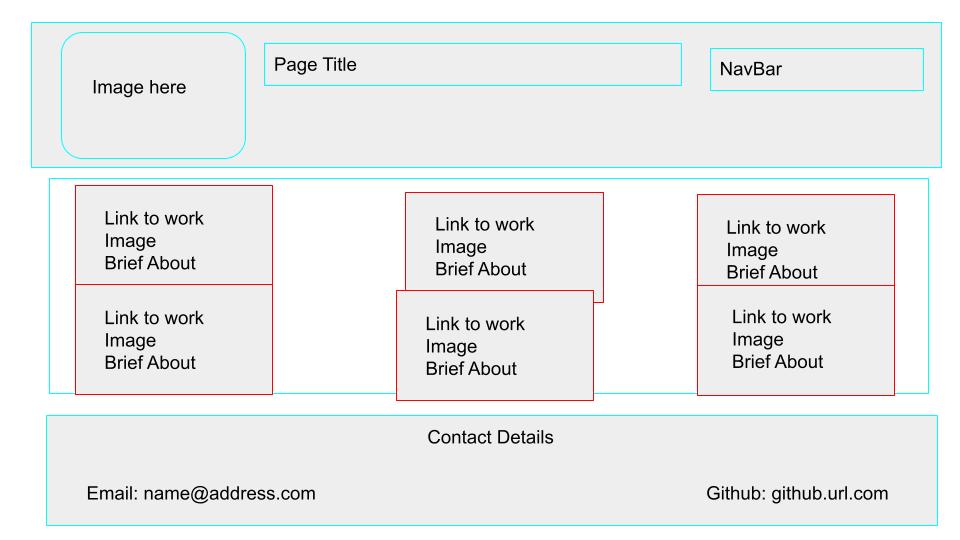 Image here
Page Title
NavBar
Link to work
Image
Brief About
Link to work
Image
Brief About
Link to work
Image
Brief About
Link to work
Image
Brief About
Link to work
Image
Brief About
Link to work
Image
Brief About
Contact Details
Email: name@address.com
Github: github.url.com